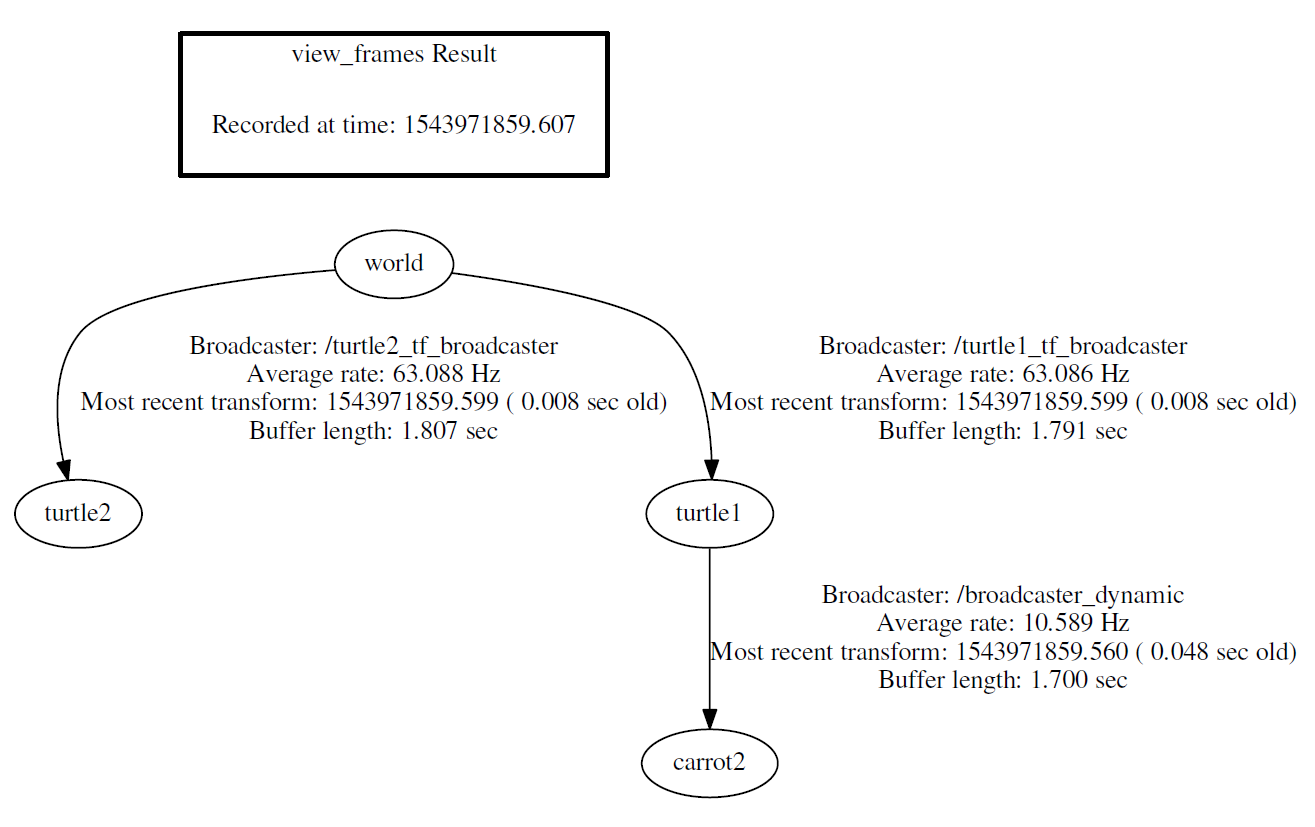 view_frames Result
Recorded at time: 1543971859.607
world
Broadcaster: /turtle2_tf_broadcaster
Average rate: 63.088 Hz
Most recent transform: 1543971859.599 ( 0.008 sec old)
Buffer length: 1.807 sec
Broadcaster: /turtle1_tf_broadcaster
Average rate: 63.086 Hz
Most recent transform: 1543971859.599 ( 0.008 sec old)
Buffer length: 1.791 sec
turtle2
turtle1
Broadcaster: /broadcaster_dynamic
Average rate: 10.589 Hz
Most recent transform: 1543971859.560 ( 0.048 sec old)
Buffer length: 1.700 sec
carrot2